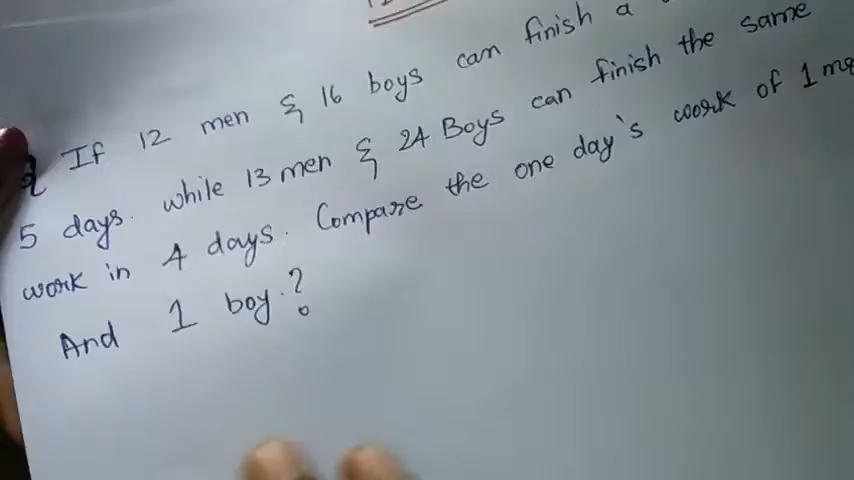 If 12 men & 16 boys can finish a
5 days. while 13 men & 24 Boys can finish the same
work in 4 days. Compare the one day's work of 1
And 1 boy.?